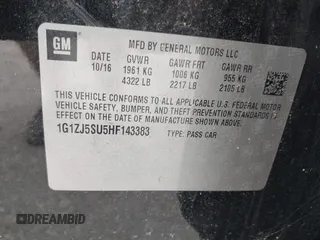 GM
MFD BY GENERAL MOTORS LLC
DATE GVWR GAWR FRT GAWR RR
10/16 1961 KG 1006 KG 955 KG
4322 LB 2217 LB 2105 LB
THIS VEHICLE CONFORMS TO ALL APPLICABLE U.S. FEDERAL MOTOR
VEHICLE SAFETY, BUMPER, AND THEFT PREVENTION STANDARDS IN
EFFECT ON THE DATE OF MANUFACTURE SHOWN ABOVE.
1G1ZJ5SU5HF143383 TYPE: PASS CAR
DREAMBID